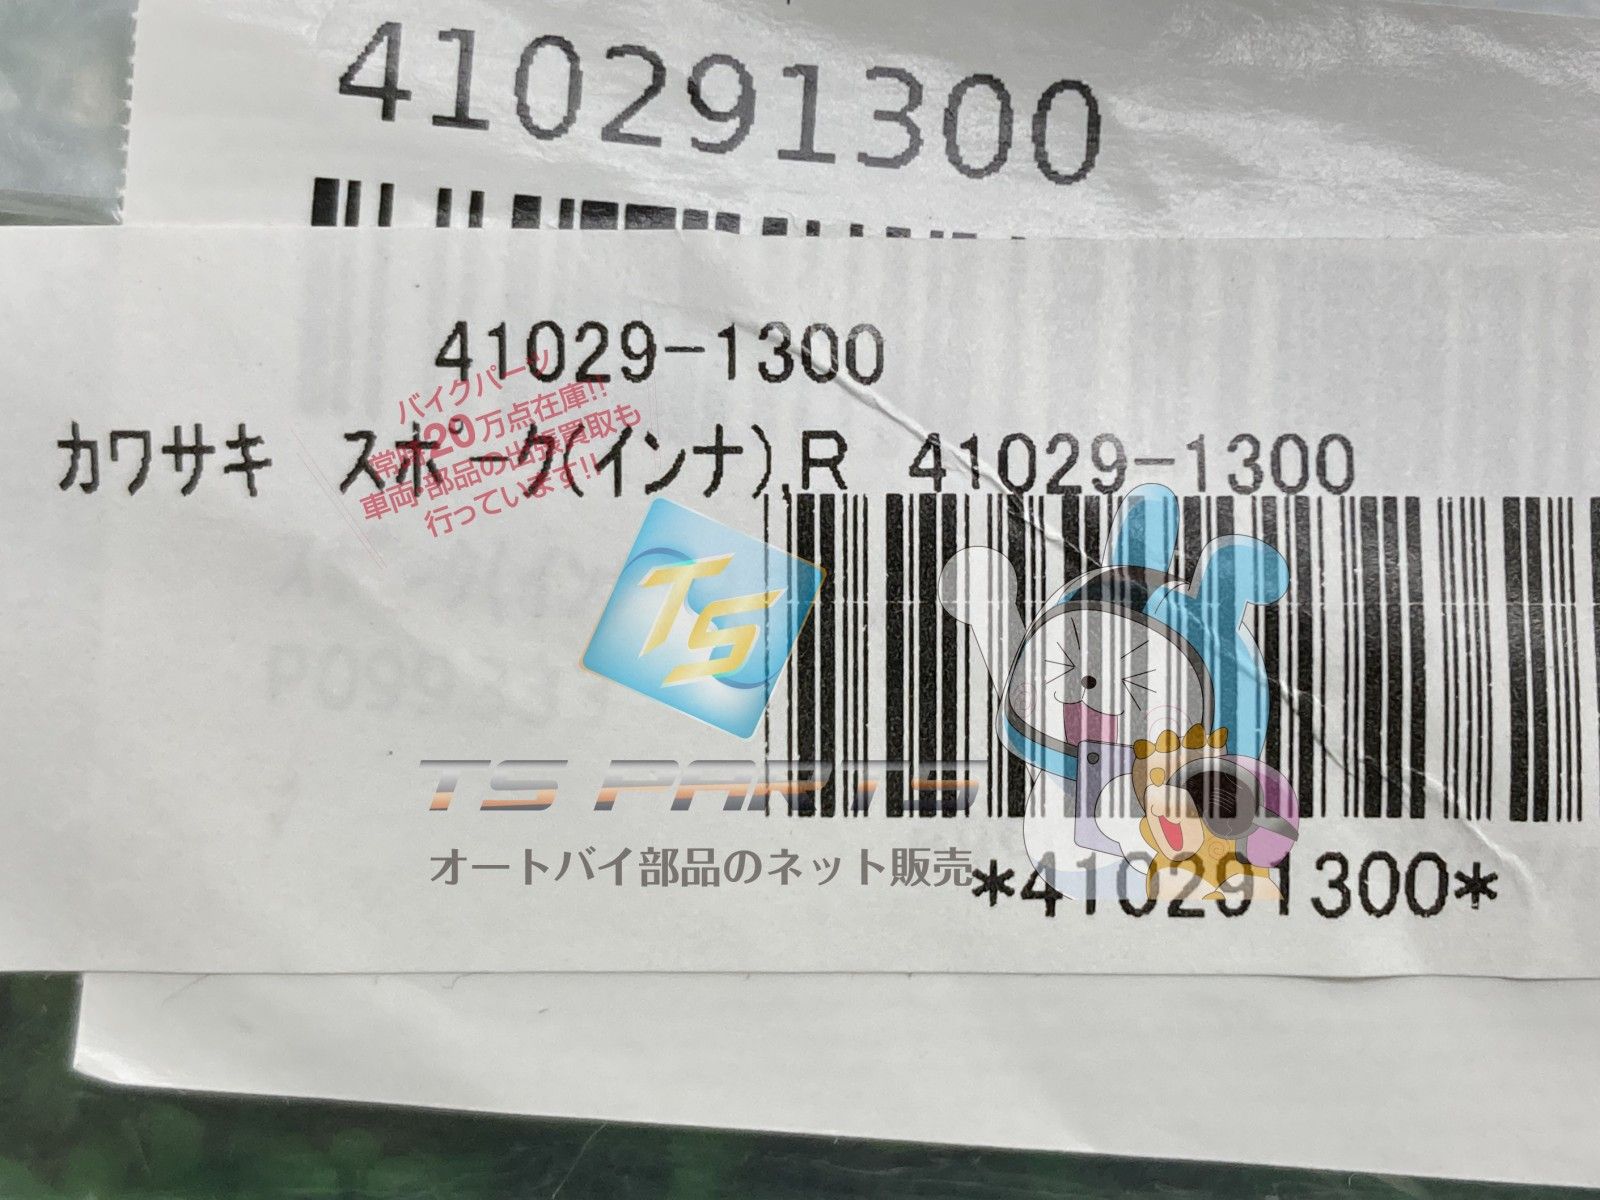 410291300
41029-1300
カワサキ スポーク(インナ),R 41029-1300
バイクパーツ
常時20万点在庫!!
車両・部品の出張買取も
行っています!!
TS
TS PARTS
オートバイ部品のネット販売
*410291300*